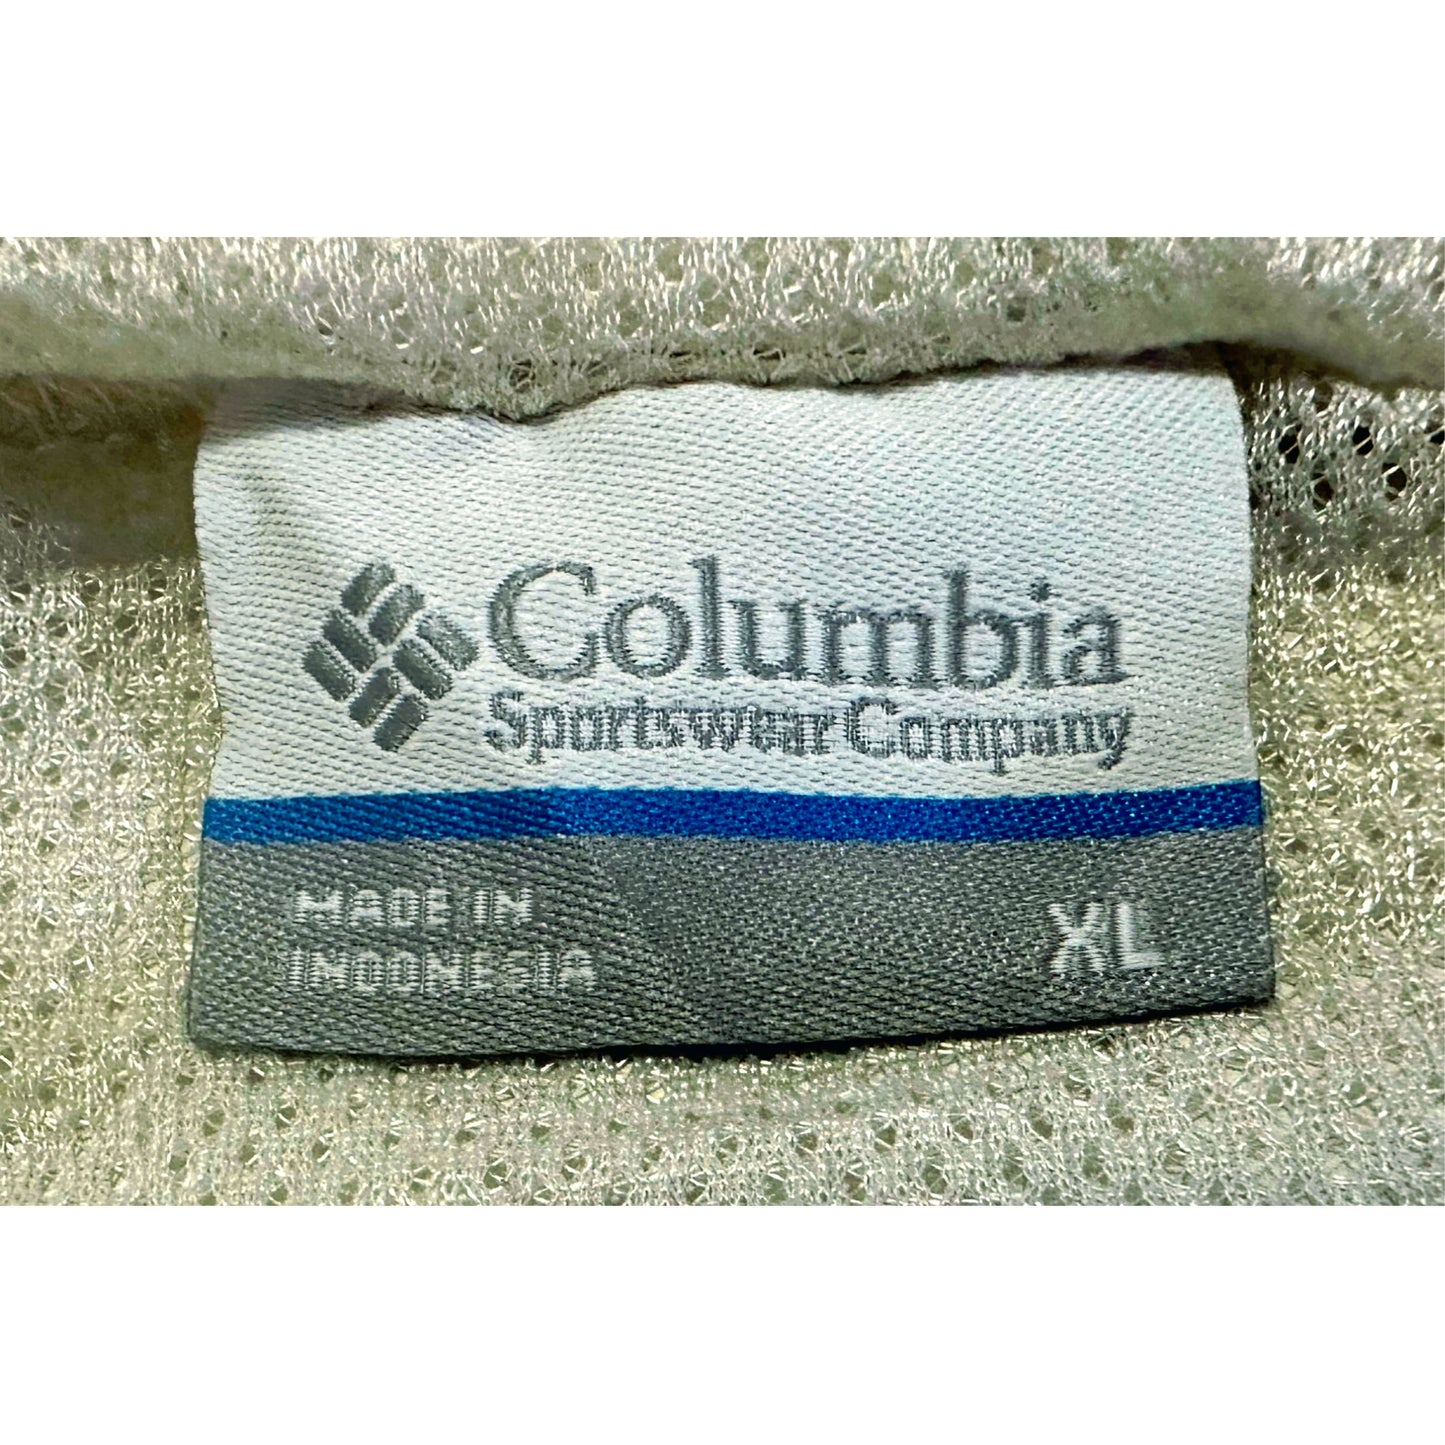 Columbia
Sportswear Company
MADE IN
INDONESIA
XL